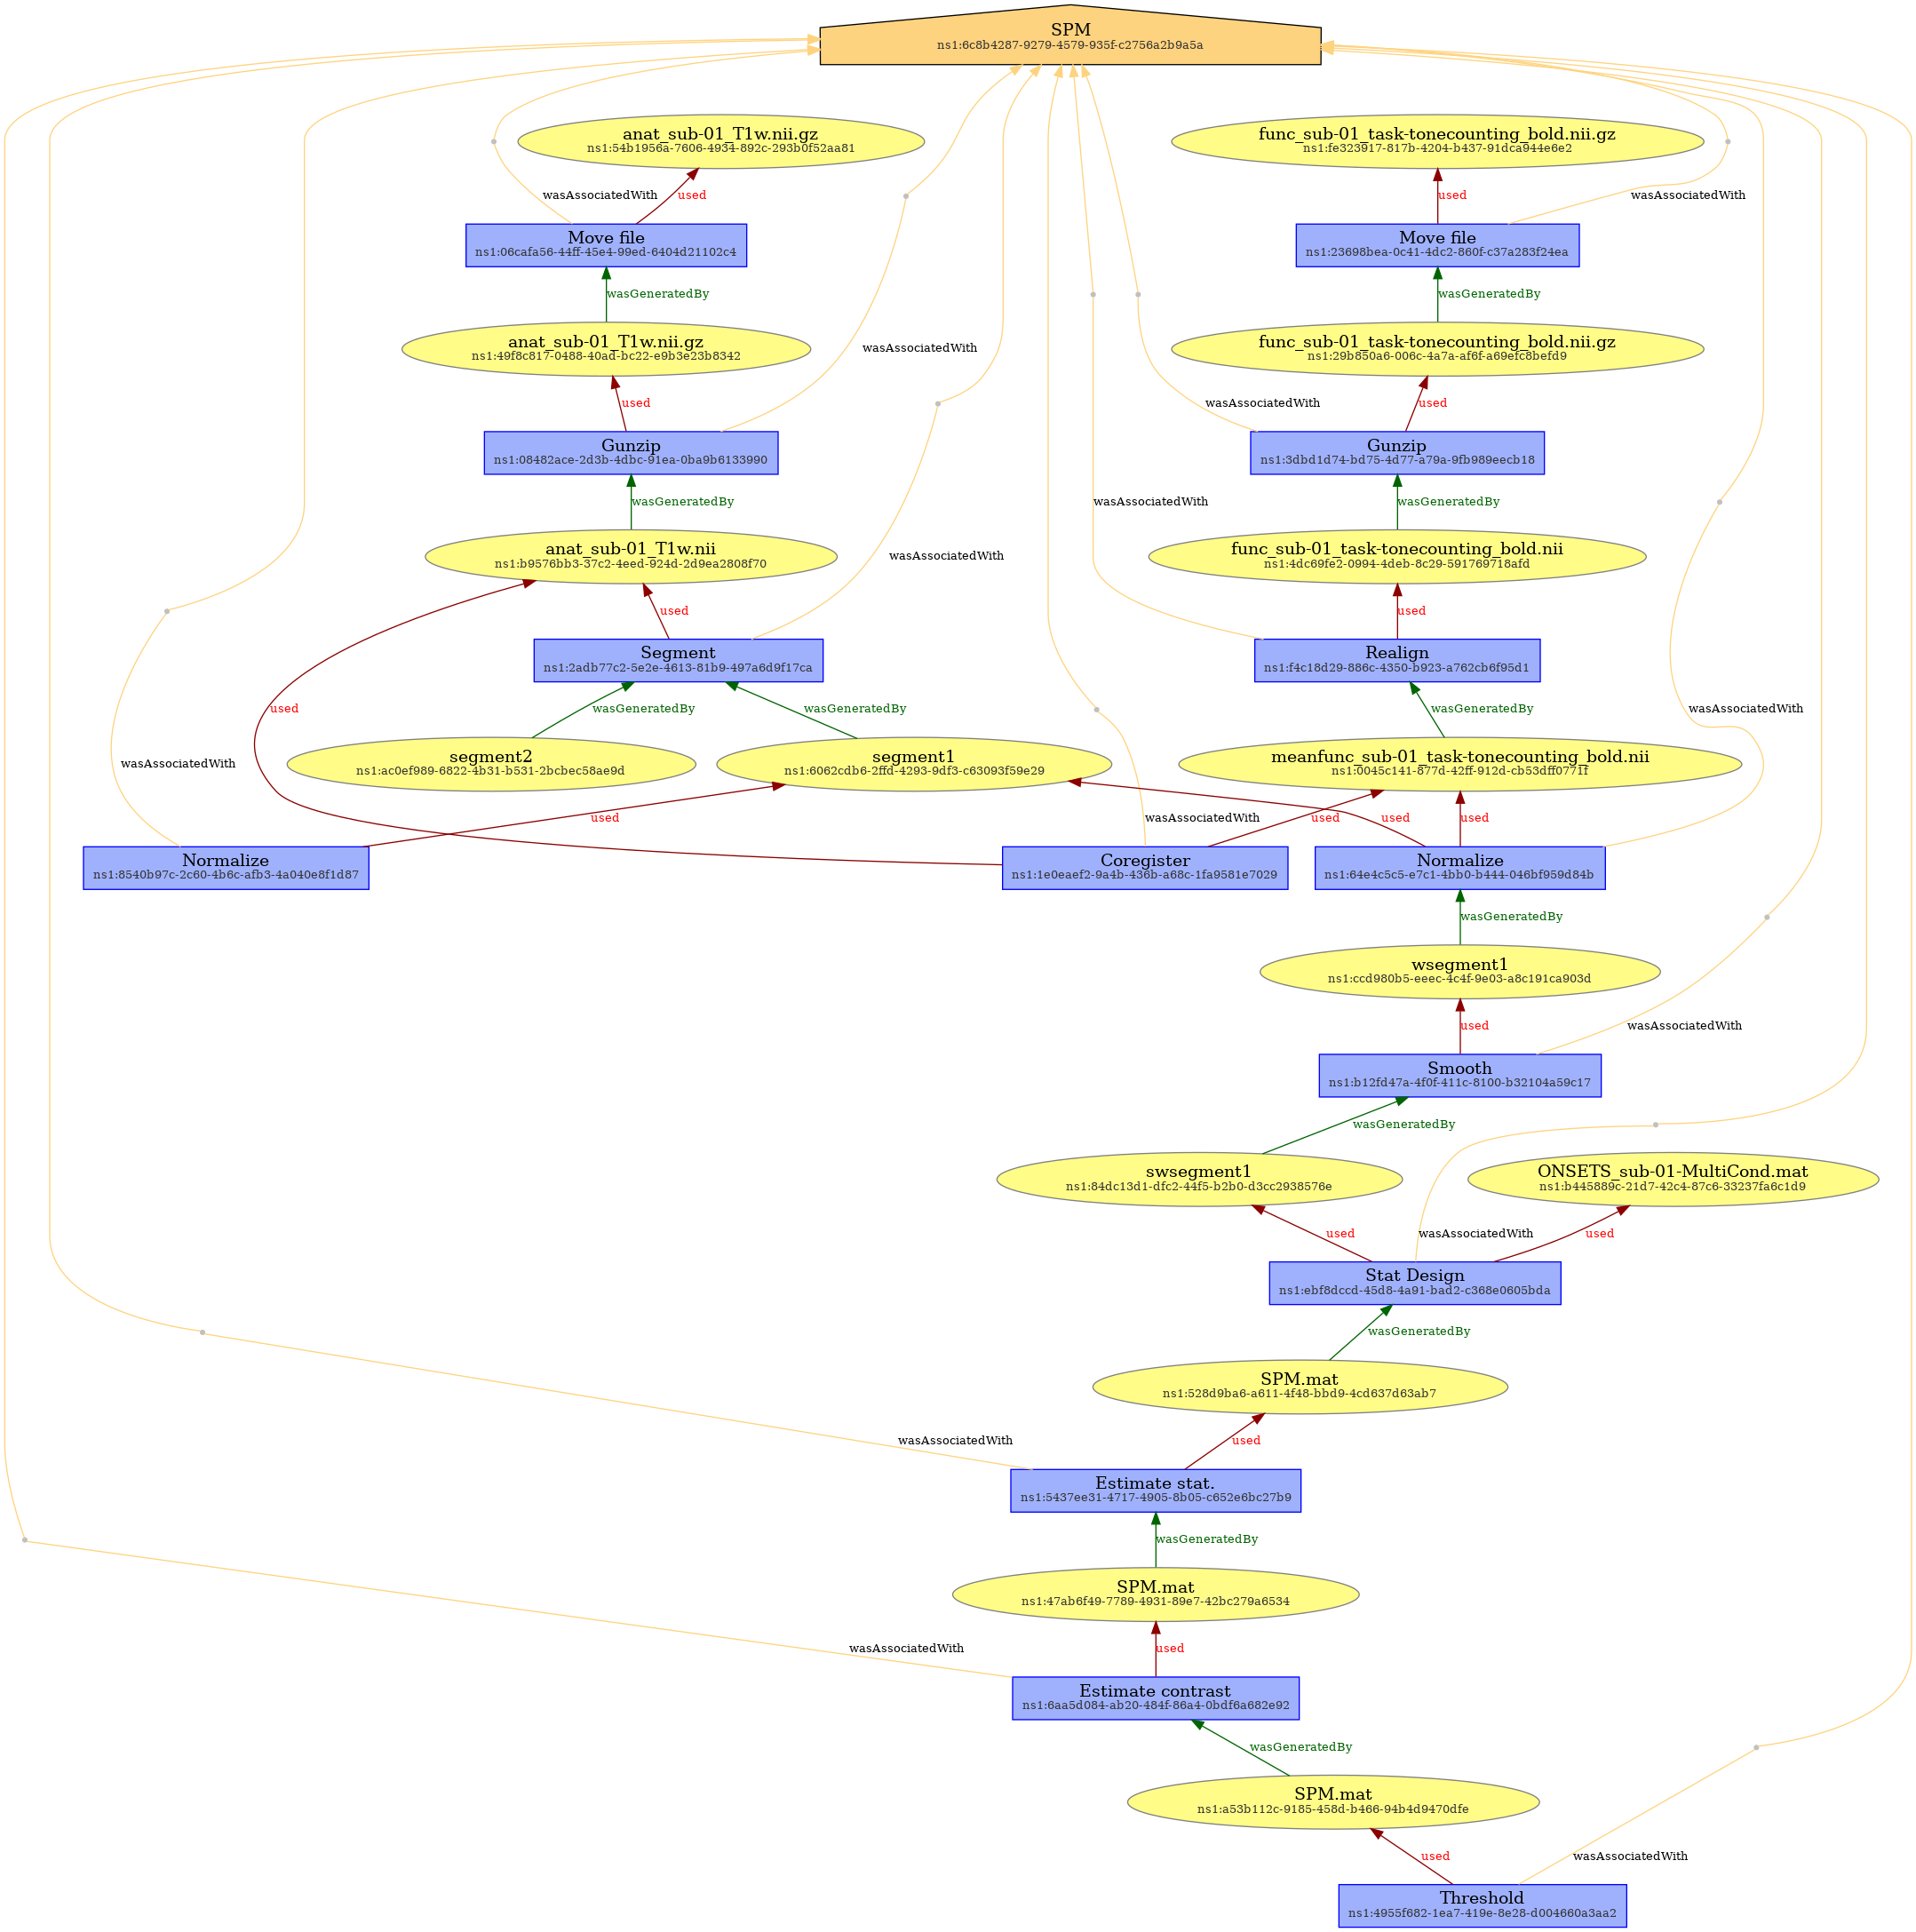 SPM
ns1:6c8b4287-9279-4579-935f-c2756a2b9a5a
anat_sub-01_T1w.nii.gz
ns1:54b1956a-7606-4934-892c-293b0f52aa81
func_sub-01_task-tonecounting_bold.nii.gz
ns1:fe323917-817b-4204-b437-91dca944e6e2
wasAssociatedWith
used
used
wasAssociatedWith
Move file
ns1:06cafa56-44ff-45e4-99ed-6404d21102c4
Move file
ns1:23698bea-0c41-4dc2-860f-c37a283f24ea
wasGeneratedBy
wasGeneratedBy
anat_sub-01_T1w.nii.gz
ns1:49f8c817-0488-40ad-bc22-e9b3e23b8342
wasAssociatedWith
func_sub-01_task-tonecounting_bold.nii.gz
ns1:29b850a6-006c-4a7a-af6f-a69efc8befd9
used
wasAssociatedWith
used
Gunzip
ns1:08482ace-2d3b-4dbc-91ea-0ba9b6133990
Gunzip
ns1:3dbd1d74-bd75-4d77-a79a-9fb989eecb18
wasGeneratedBy
wasAssociatedWith
wasGeneratedBy
anat_sub-01_T1w.nii
ns1:b9576bb3-37c2-4eed-924d-2d9ea2808f70
wasAssociatedWith
func_sub-01_task-tonecounting_bold.nii
ns1:4dc69fe2-0994-4deb-8c29-591769718afd
used
used
Segment
ns1:2adb77c2-5e2e-4613-81b9-497a6d9f17ca
Realign
ns1:f4c18d29-886c-4350-b923-a762cb6f95d1
used
wasGeneratedBy
wasGeneratedBy
wasGeneratedBy
wasAssociatedWith
wasAssociatedWith
segment2
ns1:ac0ef989-6822-4b31-b531-2bcbec58ae9d
segment1
ns1:6062cdb6-2ffd-4293-9df3-c63093f59e29
meanfunc_sub-01_task-tonecounting_bold.nii
ns1:0045c141-877d-42ff-912d-cb53dff0771f
used
wasAssociatedWith
used
used
used
Normalize
ns1:8540b97c-2c60-4b6c-afb3-4a040e8f1d87
Coregister
ns1:1e0eaef2-9a4b-436b-a68c-1fa9581e7029
Normalize
ns1:64e4c5c5-e7c1-4bb0-b444-046bf959d84b
wasGeneratedBy
wsegment1
ns1:ccd980b5-eeec-4c4f-9e03-a8c191ca903d
used
wasAssociatedWith
Smooth
ns1:b12fd47a-4f0f-411c-8100-b32104a59c17
wasGeneratedBy
swsegment1
ns1:84dc13d1-dfc2-44f5-b2b0-d3cc2938576e
ONSETS_sub-01-MultiCond.mat
ns1:b445889c-21d7-42c4-87c6-33237fa6c1d9
used
wasAssociatedWith
used
Stat Design
ns1:ebf8dccd-45d8-4a91-bad2-c368e0605bda
wasGeneratedBy
SPM.mat
ns1:528d9ba6-a611-4f48-bbd9-4cd637d63ab7
wasAssociatedWith
used
Estimate stat.
ns1:5437ee31-4717-4905-8b05-c652e6bc27b9
wasGeneratedBy
SPM.mat
ns1:47ab6f49-7789-4931-89e7-42bc279a6534
wasAssociatedWith
used
Estimate contrast
ns1:6aa5d084-ab20-484f-86a4-0bdf6a682e92
wasGeneratedBy
SPM.mat
ns1:a53b112c-9185-458d-b466-94b4d9470dfe
used
wasAssociatedWith
Threshold
ns1:4955f682-1ea7-419e-8e28-d004660a3aa2